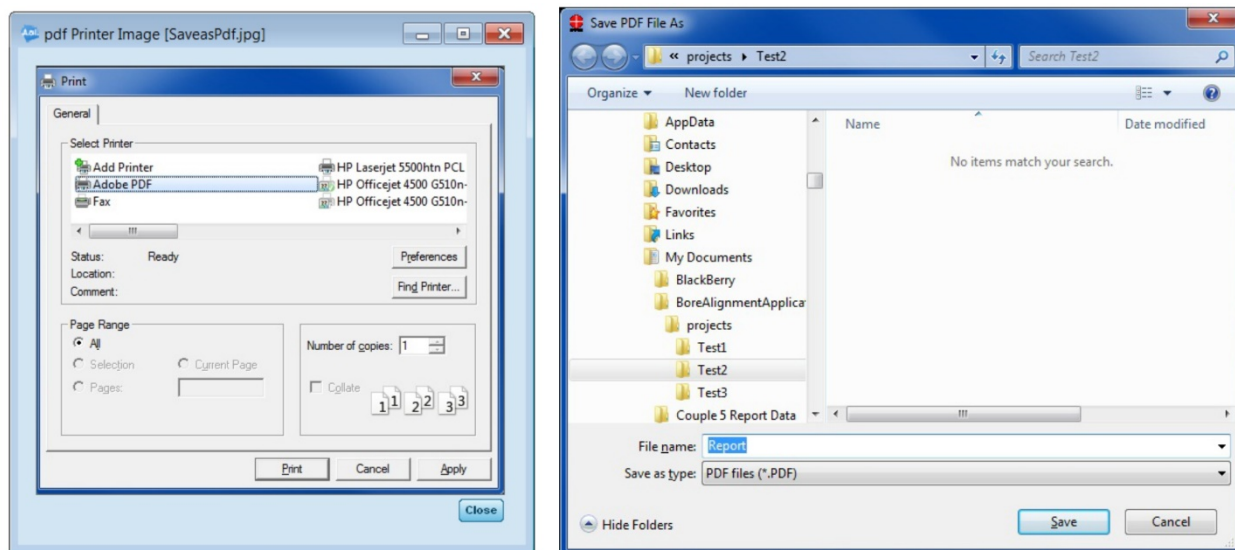 pdf Printer Image [SaveasPdf.jpg]
Print
General
Select Printer
Add Printer
HP Laserjet 5500htn PCL
Adobe PDF
HP Officejet 4500 G510n-
Fax
HP Officejet 4500 G510n-
Status: Ready
Preferences
Location:
Comment:
Find Printer...
Page Range
All
Number of copies: 1
Selection
Current Page
Pages:
Collate
11 22 33
Print
Cancel
Apply
Close
Save PDF File As
« projects Test2
Search Test2
Organize
New folder
AppData
Contacts
Desktop
Downloads
Favorites
Links
My Documents
BlackBerry
BoreAlignmentApplica
projects
Test1
Test2
Test3
Couple 5 Report Data
Name
Date modified
No items match your search.
File name: Report
Save as type: PDF files (*.PDF)
Hide Folders
Save
Cancel